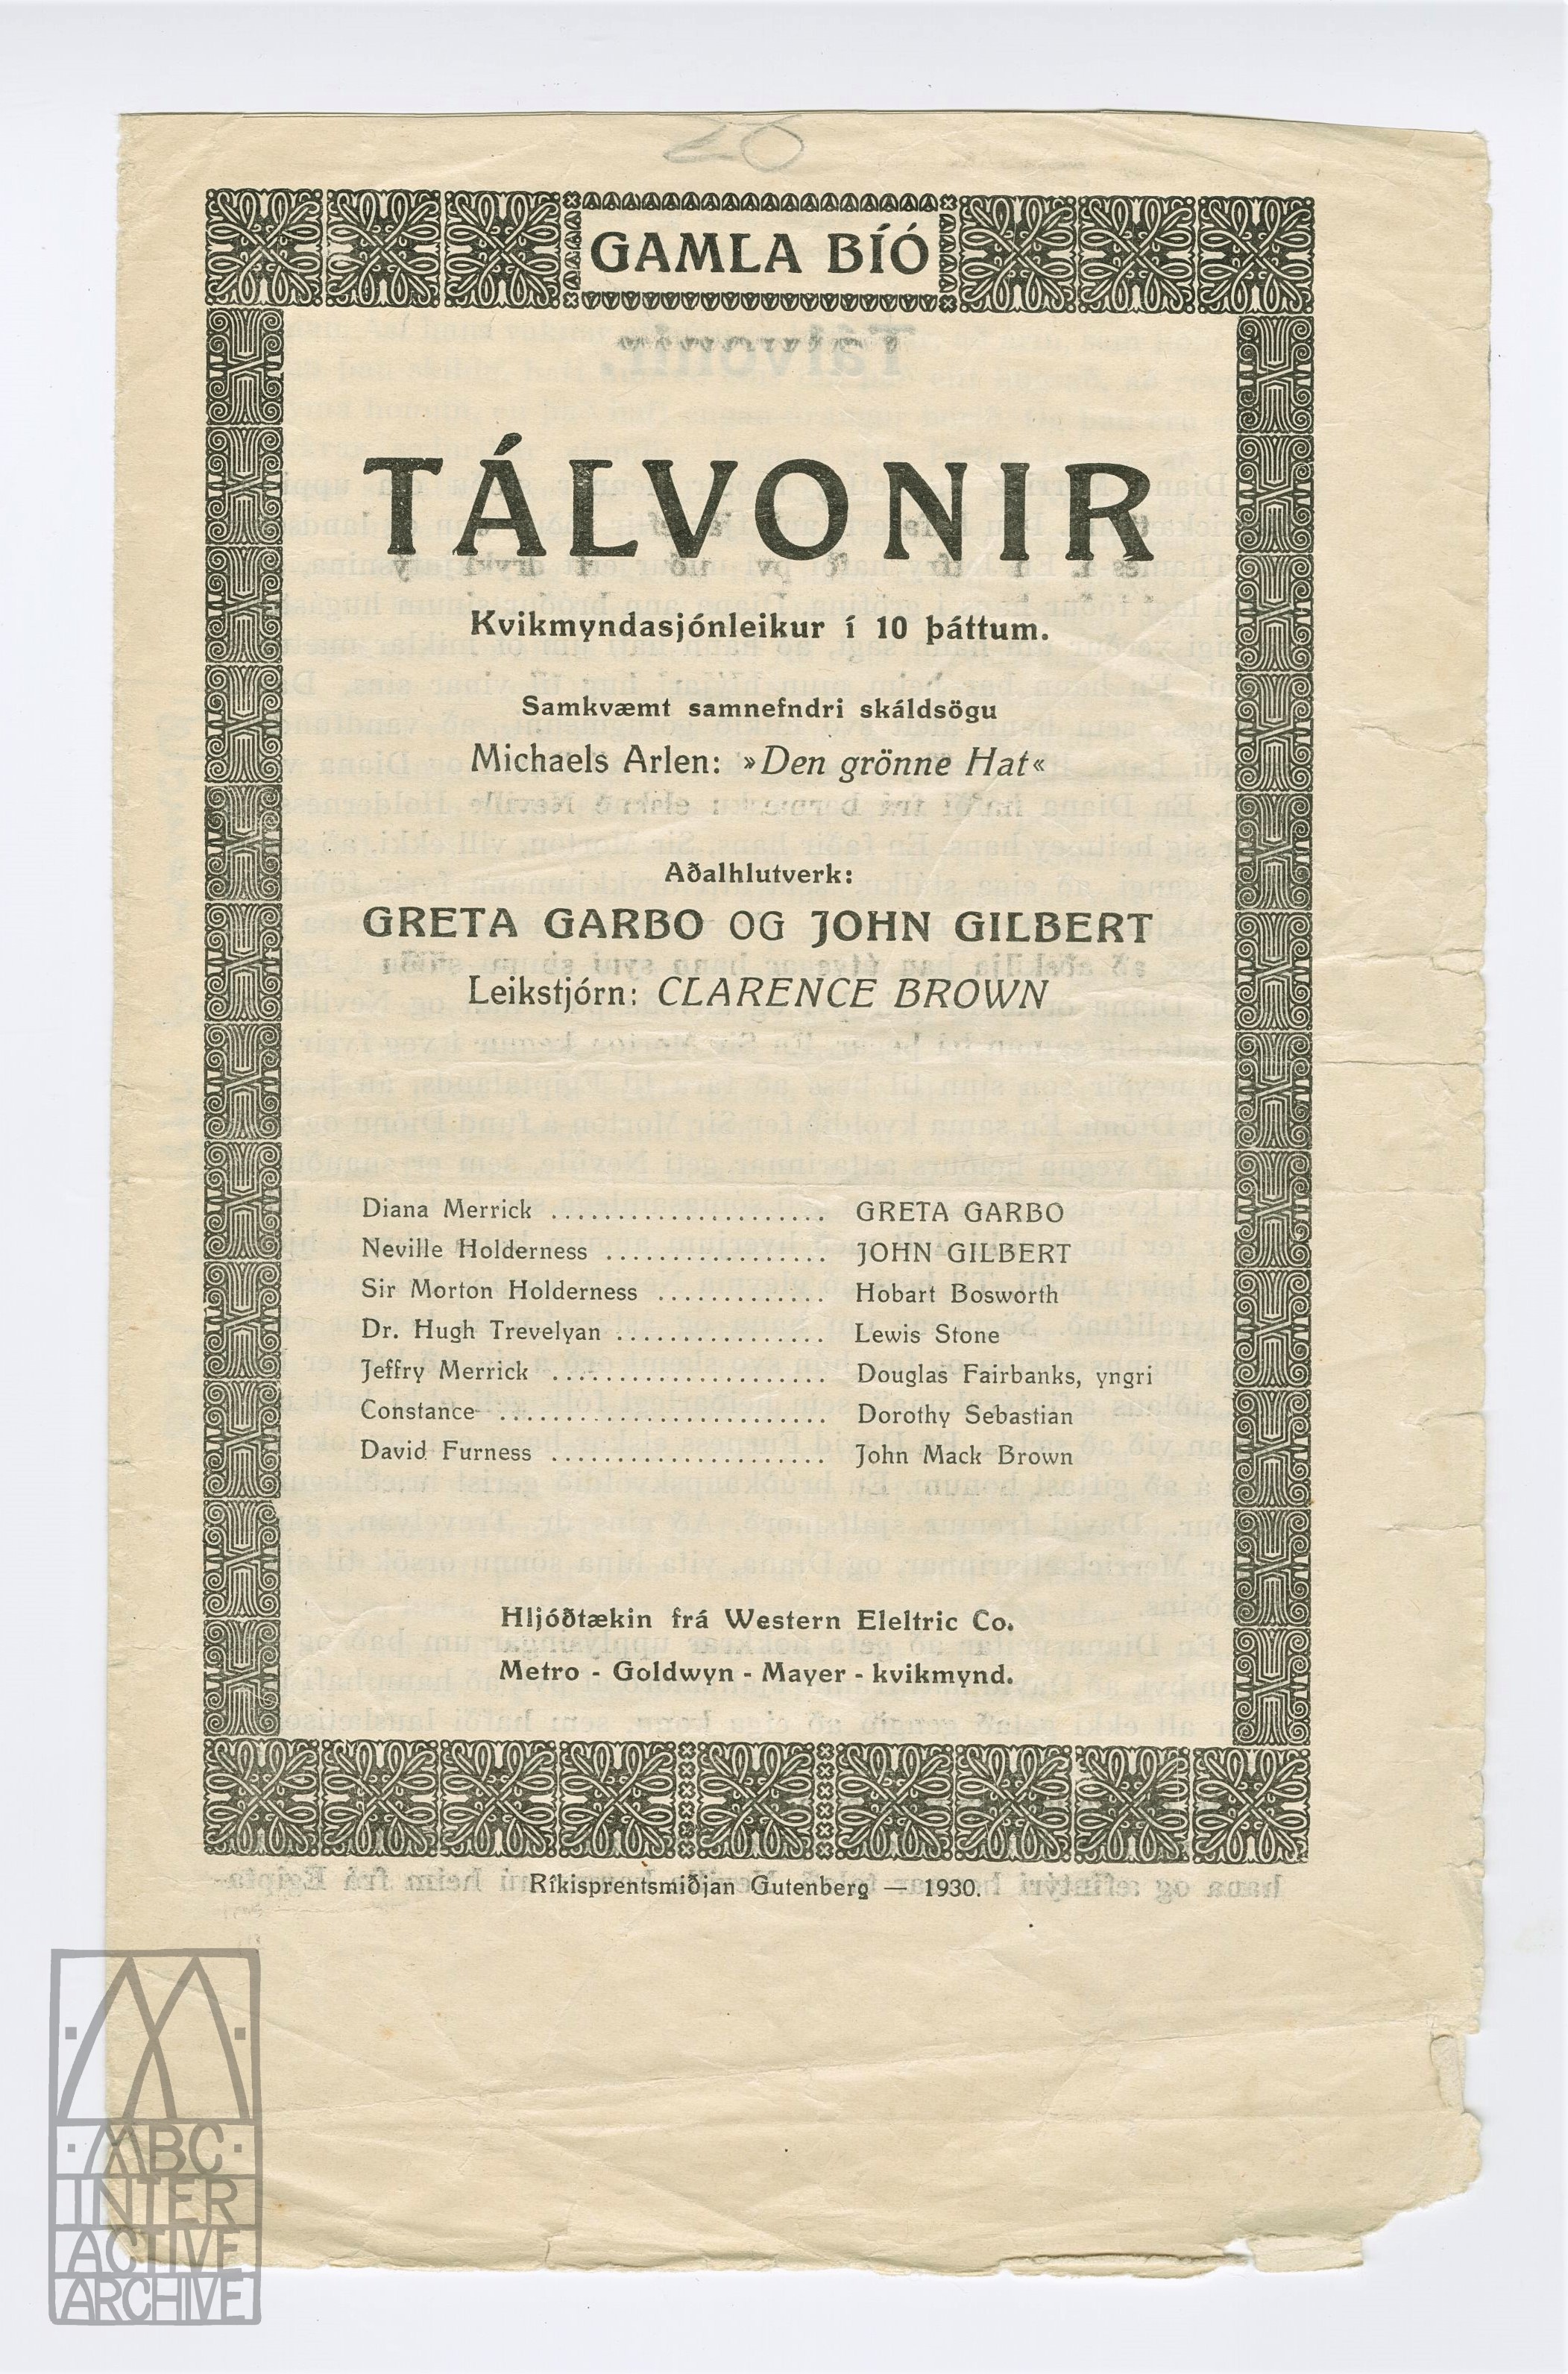 20
GAMLA BÍÓ
TÁLVONIR
Kvikmyndasjónleikur í 10 þáttum.
Samkvæmt samnefndri skáldsögu
Michaels Arlen: »Den grönne Hat«
Aðalhlutverk:
GRETA GARBO OG JOHN GILBERT
Leikstjórn: CLARENCE BROWN
Diana Merrick ...................... GRETA GARBO
Neville Holderness .................. JOHN GILBERT
Sir Morton Holderness ............. Hobart Bosworth
Dr. Hugh Trevelyan ................. Lewis Stone
Jeffry Merrick ...................... Douglas Fairbanks, yngri
Constance .......................... Dorothy Sebastian
David Furness ...................... John Mack Brown
Hljóðtækin frá Western Eleltric Co.
Metro - Goldwyn - Mayer - kvikmynd.
Ríkisprentsmiðjan Gutenberg — 1930.
ABC
INTER
ACTIVE
ARCHIVE